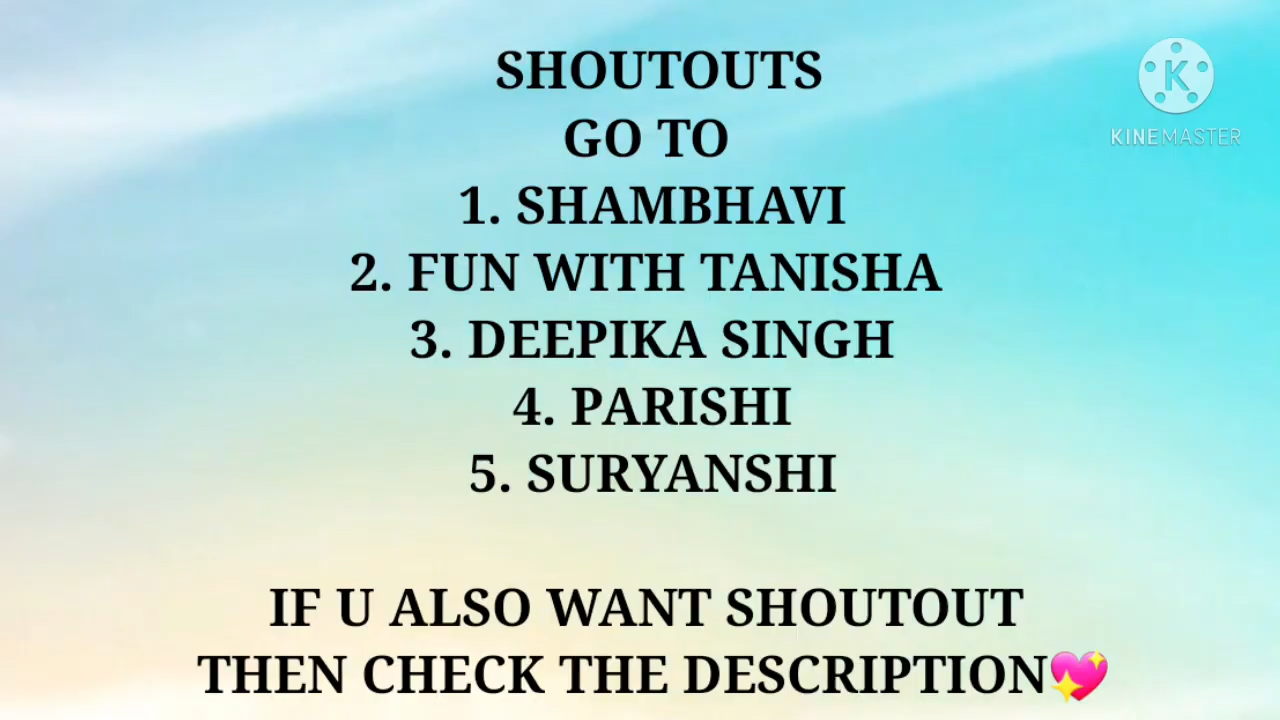 SHOUTOUTS
GO TO
1. SHAMBHAVI
2. FUN WITH TANISHA
3. DEEPIKA SINGH
4. PARISHI
5. SURYANSHI
IF U ALSO WANT SHOUTOUT
THEN CHECK THE DESCRIPTION💖
K
KINEMASTER